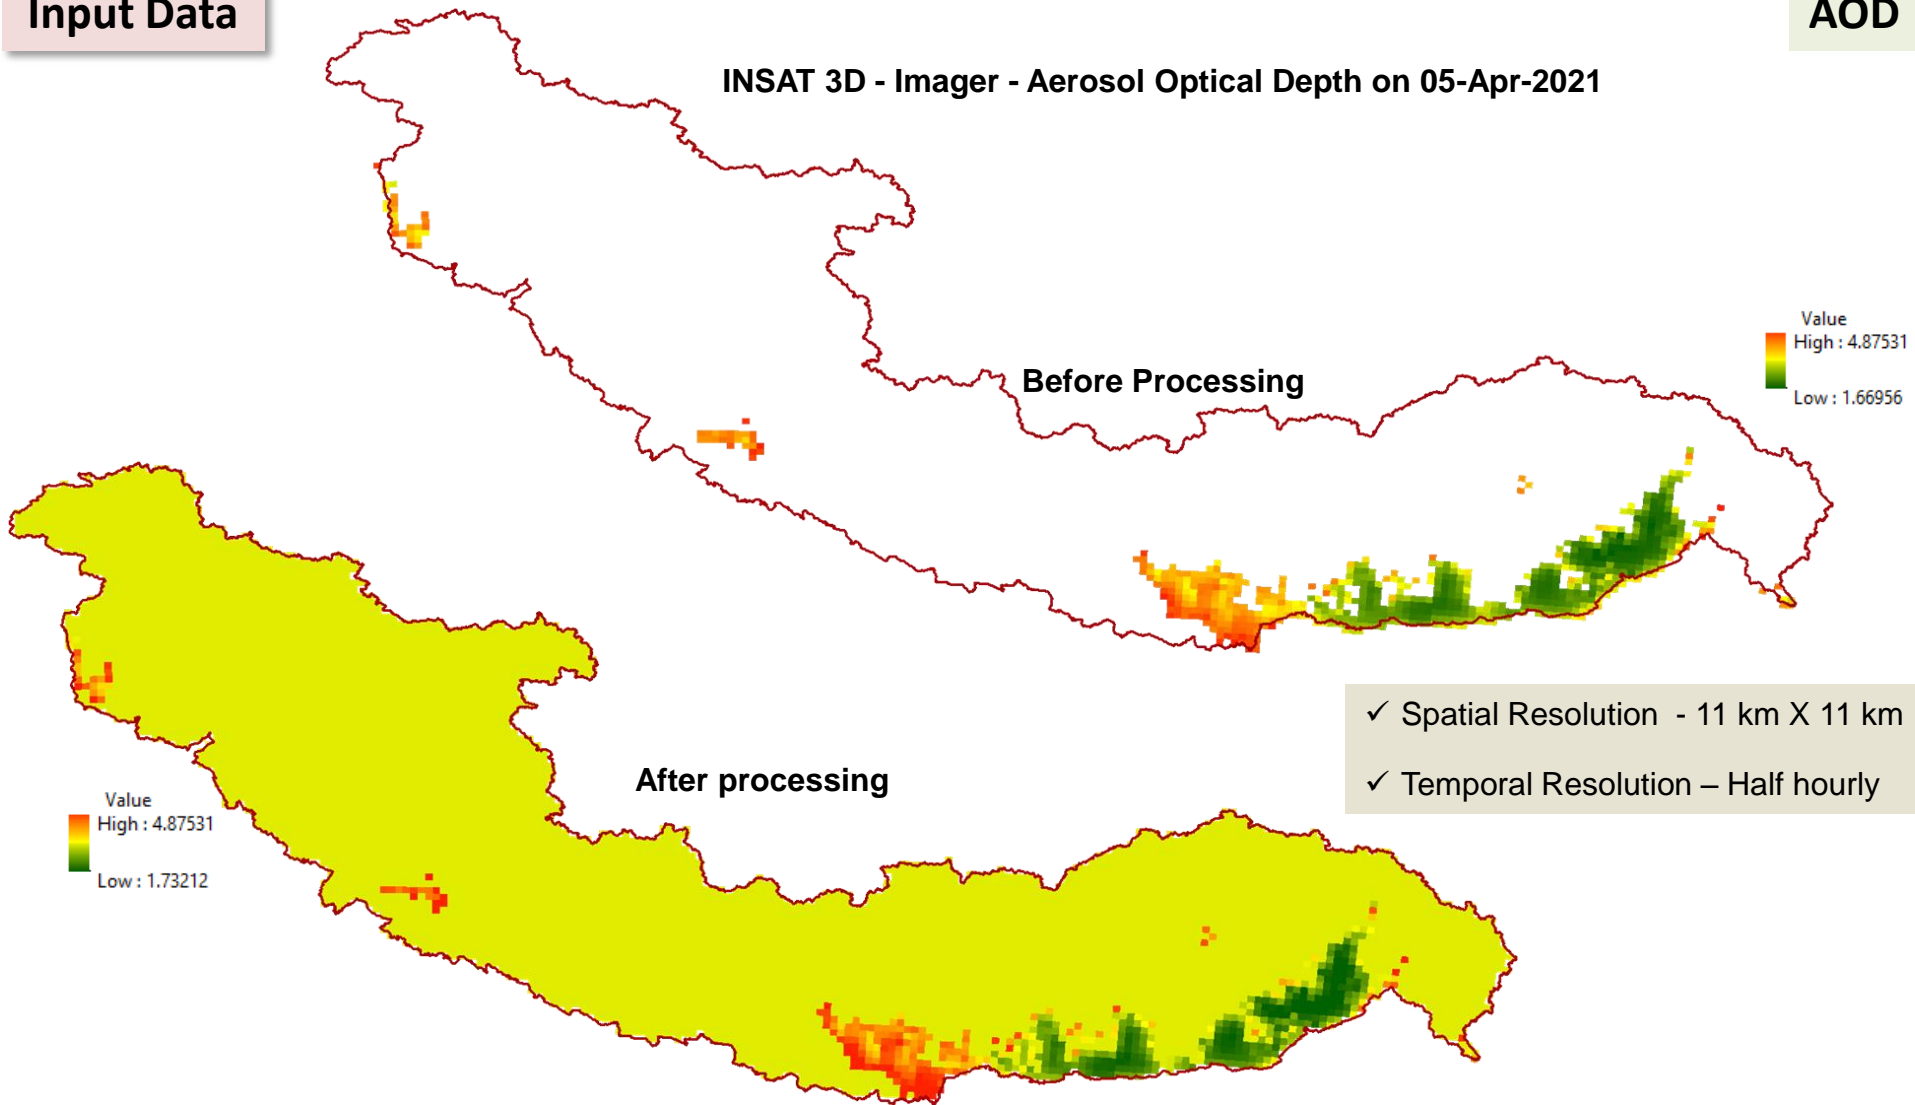 Input Data
AOD
INSAT 3D - Imager - Aerosol Optical Depth on 05-Apr-2021
Value
High : 4.87531
Low : 1.66956
Before Processing
✓ Spatial Resolution - 11 km X 11 km
✓ Temporal Resolution – Half hourly
After processing
Value
High : 4.87531
Low : 1.73212